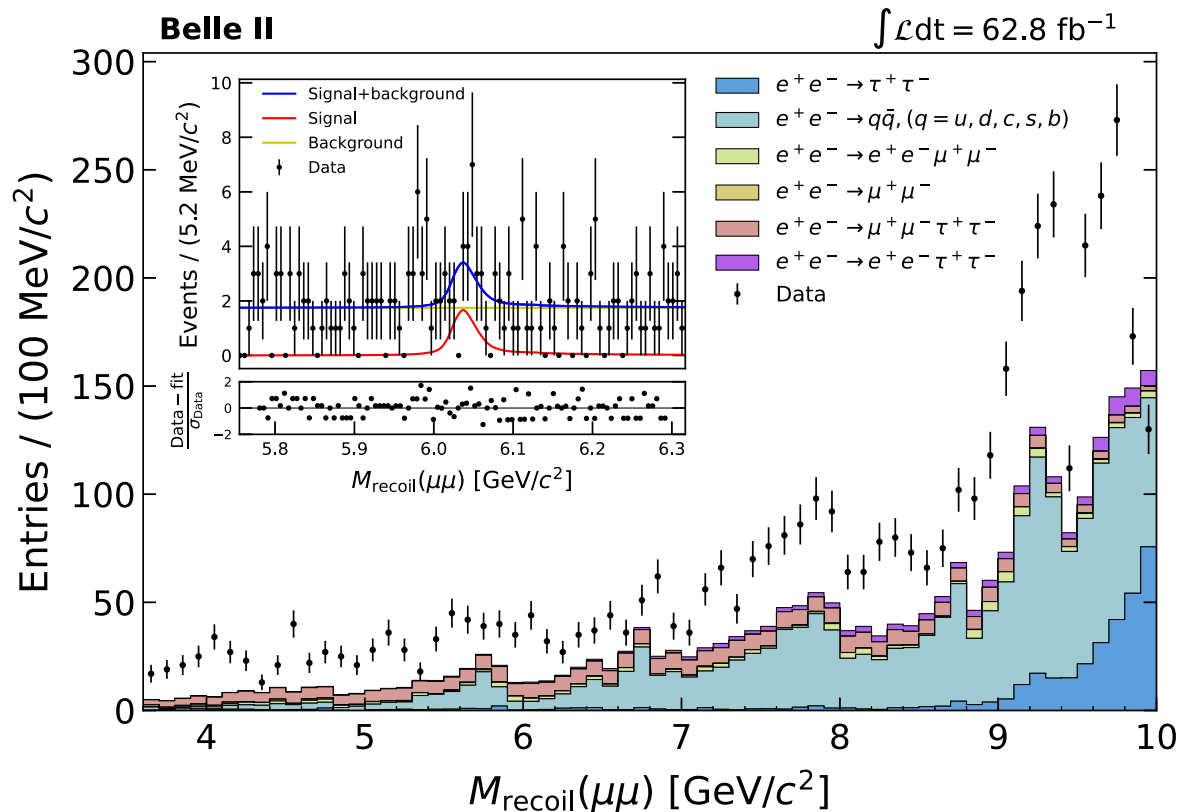 Belle II
∫ℒdt = 62.8 fb⁻¹
Entries / (100 MeV/c²)
300
250
200
150
100
50
0
4
5
6
7
8
9
10
M_recoil(μμ) [GeV/c²]
e⁺e⁻→τ⁺τ⁻
e⁺e⁻→qq̄, (q = u, d, c, s, b)
e⁺e⁻→e⁺e⁻μ⁺μ⁻
e⁺e⁻→μ⁺μ⁻
e⁺e⁻→μ⁺μ⁻τ⁺τ⁻
e⁺e⁻→e⁺e⁻τ⁺τ⁻
Data
Events / (5.2 MeV/c²)
10
8
6
4
2
0
Signal+background
Signal
Background
Data
Data−fit
σ_Data
2
0
−2
5.8
5.9
6.0
6.1
6.2
6.3
M_recoil(μμ) [GeV/c²]